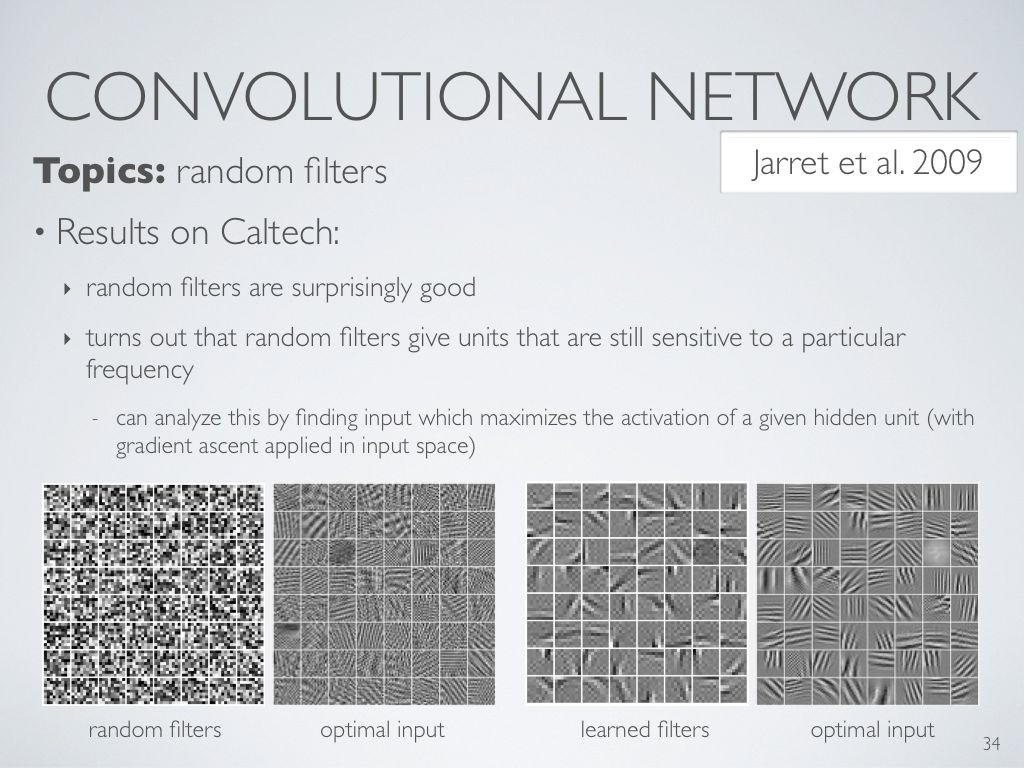 CONVOLUTIONAL NETWORK
Jarret et al. 2009
Topics: random filters
• Results on Caltech:
‣ random filters are surprisingly good
‣ turns out that random filters give units that are still sensitive to a particular
frequency
- can analyze this by finding input which maximizes the activation of a given hidden unit (with
gradient ascent applied in input space)
random filters
optimal input
learned filters
optimal input
34